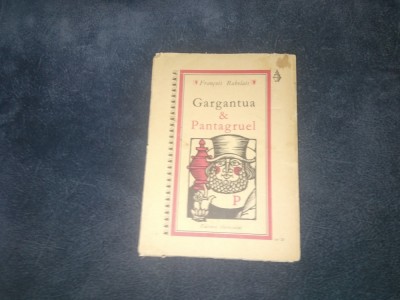 François Rabelais
Gargantua
&
Pantagruel
P